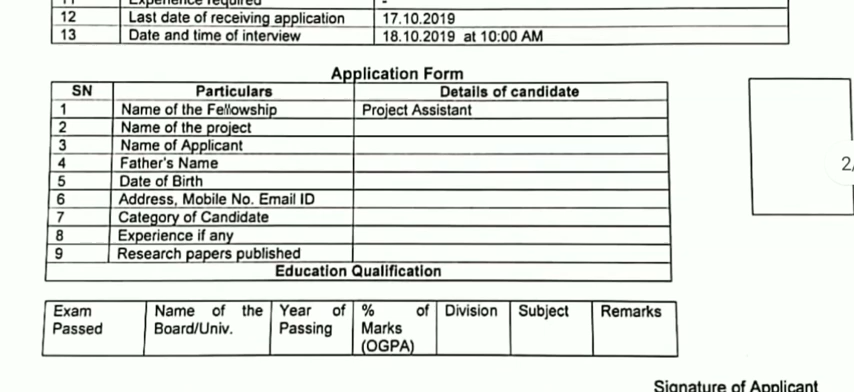 11 Experience required -
12 Last date of receiving application 17.10.2019
13 Date and time of interview 18.10.2019 at 10:00 AM
Application Form
SN Particulars Details of candidate
1 Name of the Fellowship Project Assistant
2 Name of the project
3 Name of Applicant
4 Father's Name
5 Date of Birth
6 Address, Mobile No. Email ID
7 Category of Candidate
8 Experience if any
9 Research papers published
Education Qualification
Exam Name of the Year of % of Division Subject Remarks
Passed Board/Univ. Passing Marks
(OGPA)
2/
Signature of Applicant